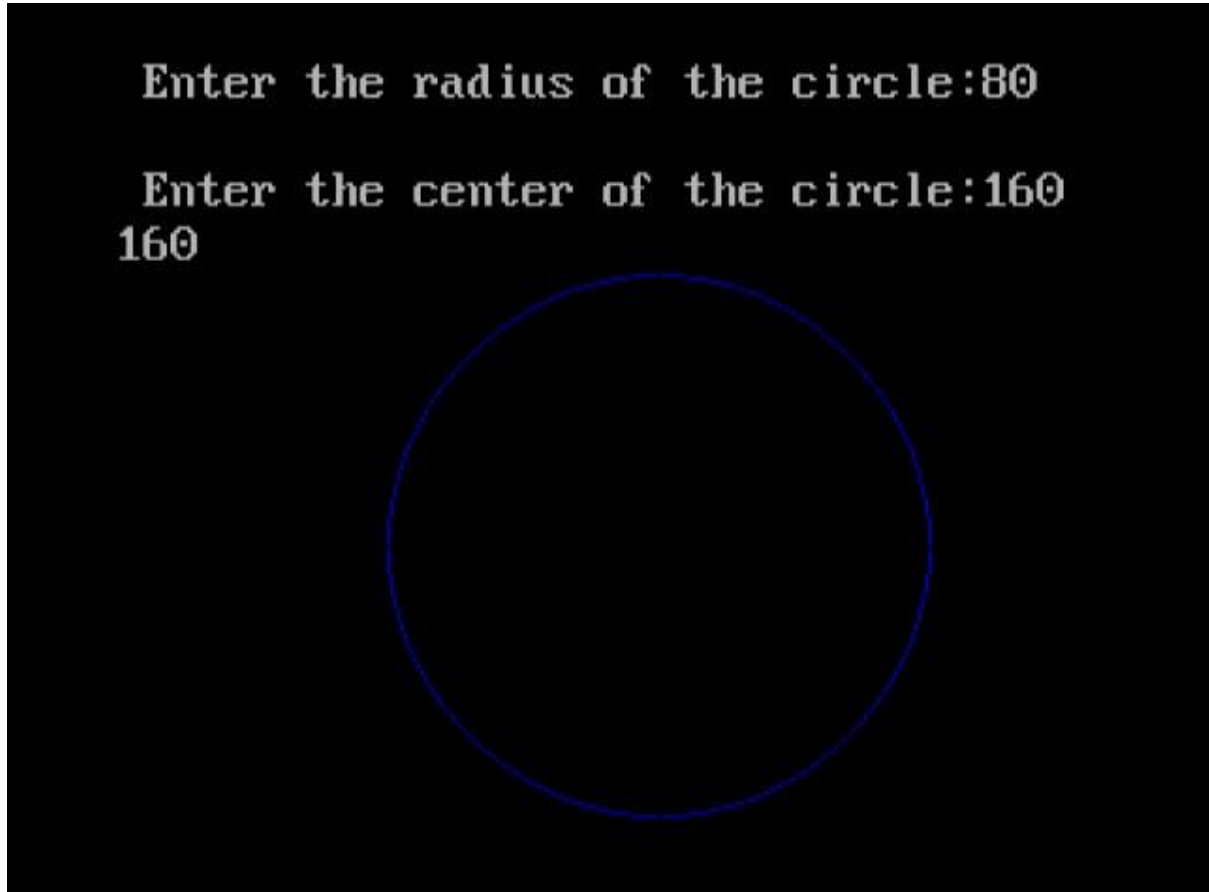 Enter the radius of the circle:80
Enter the center of the circle:160
160